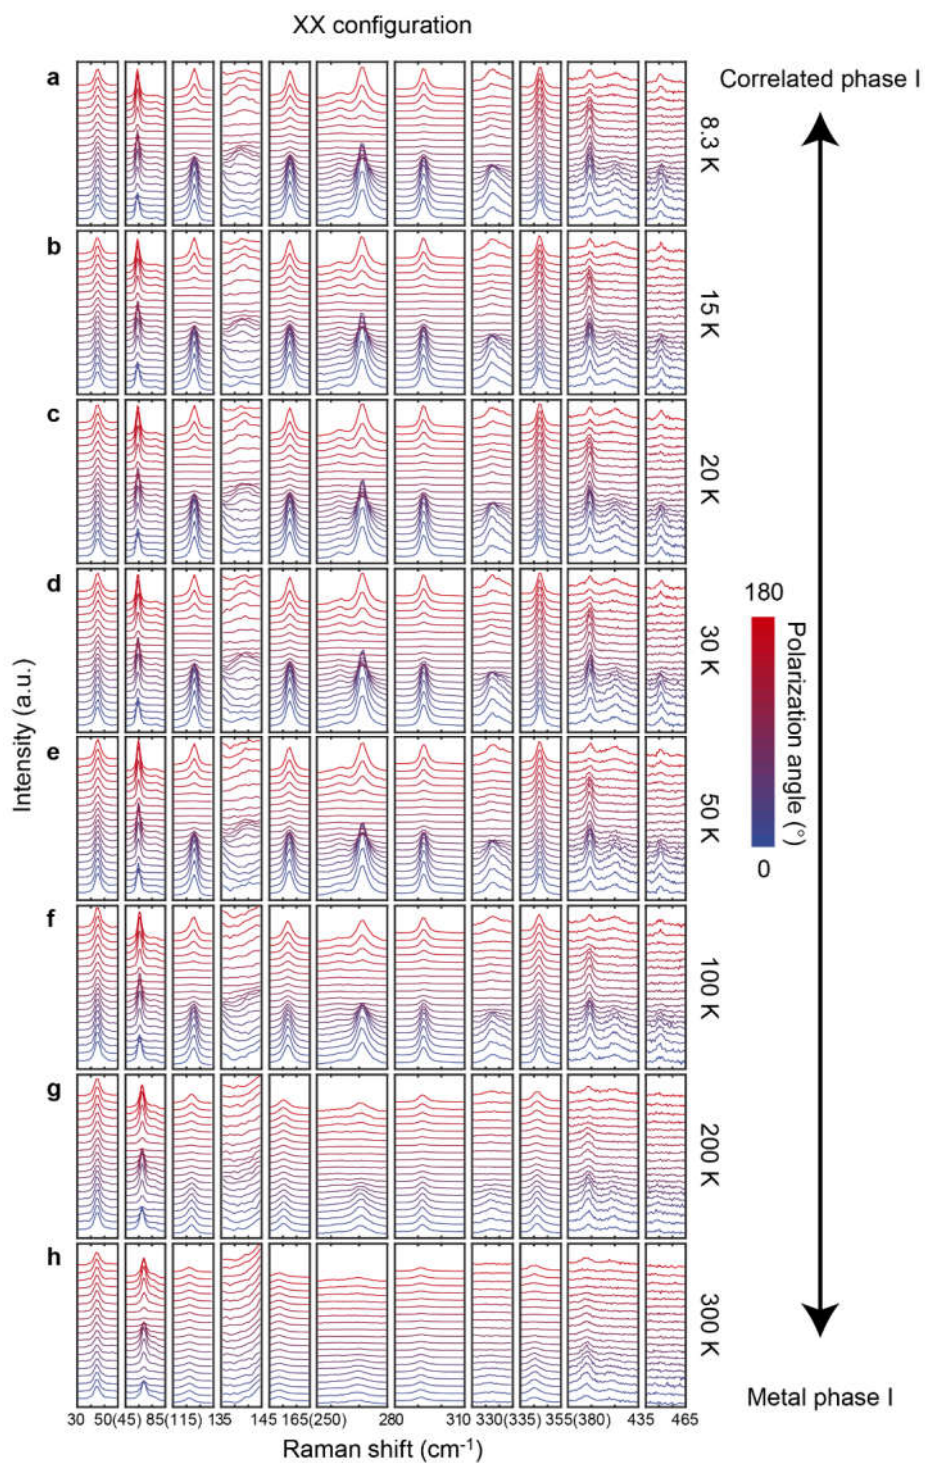 XX configuration
a
8.3 K
Correlated phase I
b
15 K
c
20 K
d
30 K
e
50 K
f
100 K
g
200 K
h
300 K
Intensity (a.u.)
180
Polarization angle (°)
0
Metal phase I
30 50(45) 85(115) 135 145 165(250) 280 310 330(335) 355(380) 435 465
Raman shift (cm⁻¹)